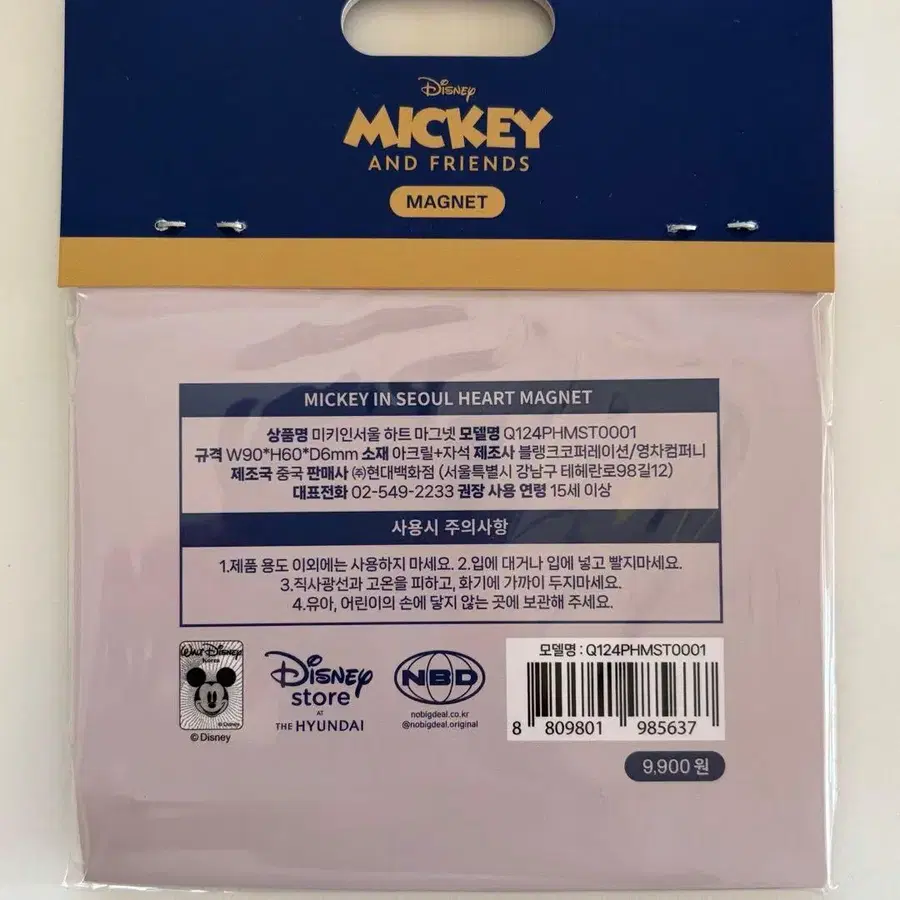 Disney
MICKEY
AND FRIENDS
MAGNET
MICKEY IN SEOUL HEART MAGNET
상품명 미키인서울 하트 마그넷 모델명 Q124PHMST0001
규격 W90*H60*D6mm 소재 아크릴+자석 제조사 블랭크코퍼레이션/영차컴퍼니
제조국 중국 판매사 ㈜현대백화점 (서울특별시 강남구 테헤란로98길12)
대표전화 02-549-2233 권장 사용 연령 15세 이상
사용시 주의사항
1.제품 용도 이외에는 사용하지 마세요. 2.입에 대거나 입에 넣고 빨지마세요.
3.직사광선과 고온을 피하고, 화기에 가까이 두지마세요.
4.유아, 어린이의 손에 닿지 않는 곳에 보관해 주세요.
WALT DISNEY
Korea
© Disney
© Disney
Disney
store
AT
THE HYUNDAI
NBD
nobigdeal.co.kr
@nobigdeal.original
모델명 : Q124PHMST0001
8 809801 985637
9,900 원